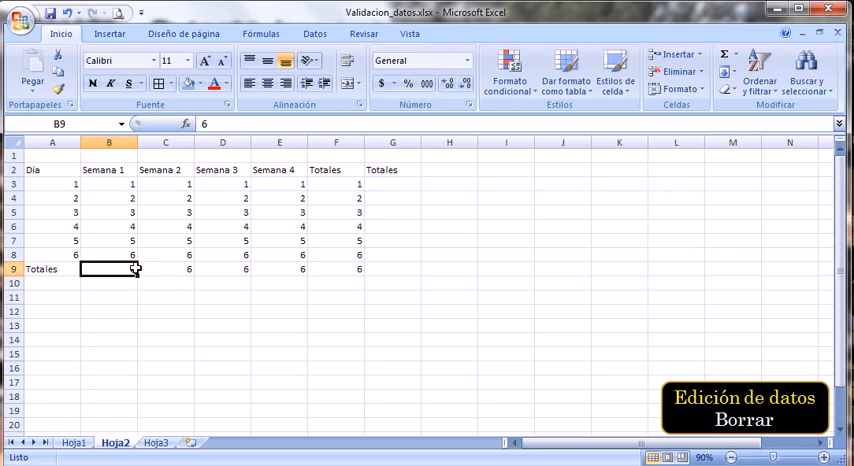 Validacion_datos.xlsx - Microsoft Excel
Inicio Insertar Diseño de página Fórmulas Datos Revisar Vista
Pegar
Portapapeles
Calibri 11
N K S
Fuente
Alineación
General
$ % 000
Número
Formato condicional
Dar formato como tabla
Estilos de celda
Estilos
Insertar
Eliminar
Formato
Celdas
Σ
Ordenar y filtrar
Buscar y seleccionar
Modificar
B9 fx 6
A B C D E F G H I J K L M N
1
2 Día Semana 1 Semana 2 Semana 3 Semana 4 Totales Totales
3 1 1 1 1 1 1
4 2 2 2 2 2 2
5 3 3 3 3 3 3
6 4 4 4 4 4 4
7 5 5 5 5 5 5
8 6 6 6 6 6 6
9 Totales 6 6 6 6
10
11
12
13
14
15
16
17
18
19
20
Edición de datos
Borrar
Hoja1 Hoja2 Hoja3
Listo 90%